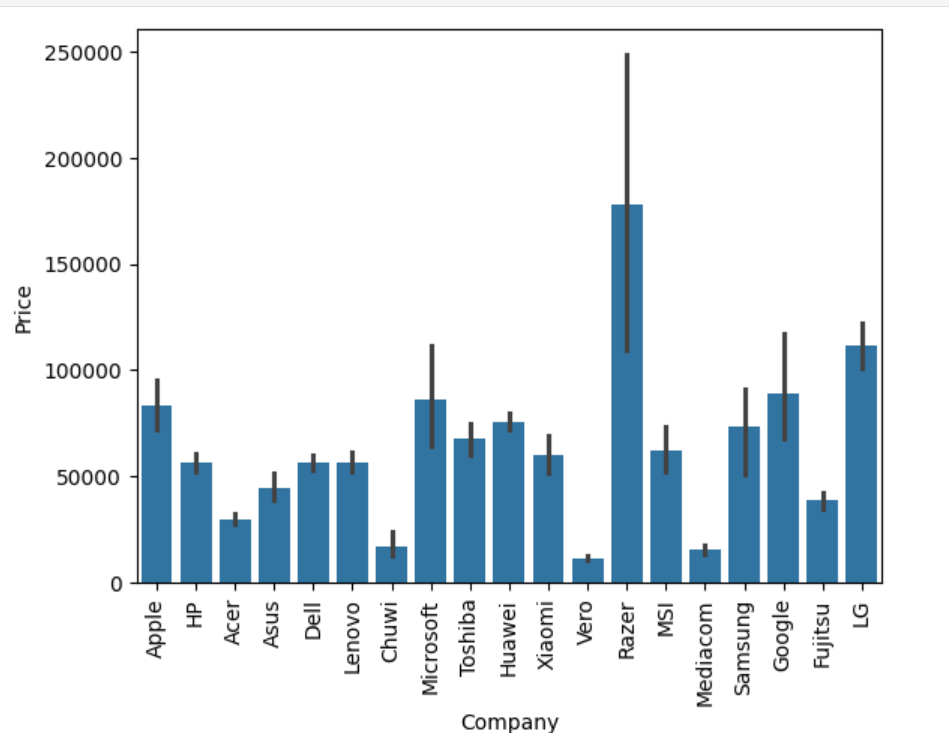 250000
200000
150000
100000
50000
0
Price
Apple
HP
Acer
Asus
Dell
Lenovo
Chuwi
Microsoft
Toshiba
Huawei
Xiaomi
Vero
Razer
MSI
Mediacom
Samsung
Google
Fujitsu
LG
Company